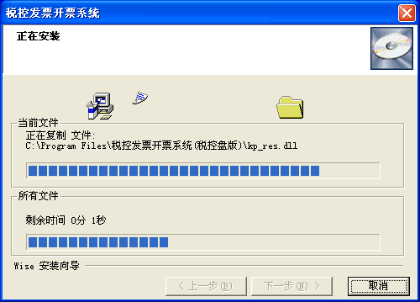 税控发票开票系统
正在安装
当前文件
正在复制 文件:
C:\Program Files\税控发票开票系统(税控盘版)\kp_res.dll
所有文件
剩余时间 0分 1秒
Wise 安装向导
< 上一步(B)
下一步(N) >
取消